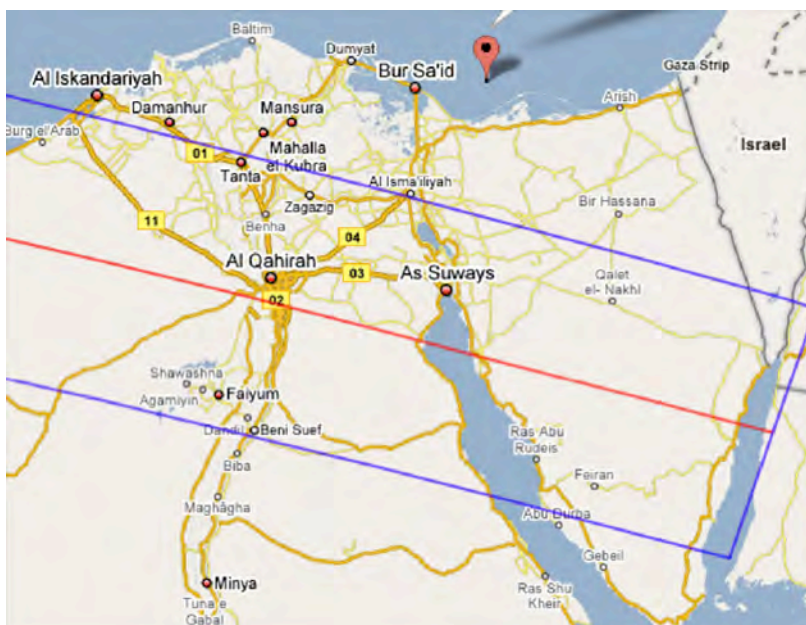 Baltim
Dumyat
Al Iskandariyah
Bur Sa'id
Gaza Strip
Damanhur
Mansura
Arish
Burg el'Arab
01
Mahalla
el Kubra
Israel
Tanta
Al Isma'iliyah
Zagazig
Bir Hassana
11
Benha
04
Al Qahirah
03
As Suways
Qalet
el- Nakhl
02
Shawashna
Agamiyin
Faiyum
Dandil
Beni Suef
Ras Abu
Rudeis
Biba
Feiran
Maghâgha
Abu Durba
Gebeil
Minya
Ras Shu
Kheir
Tuna e
Gabal